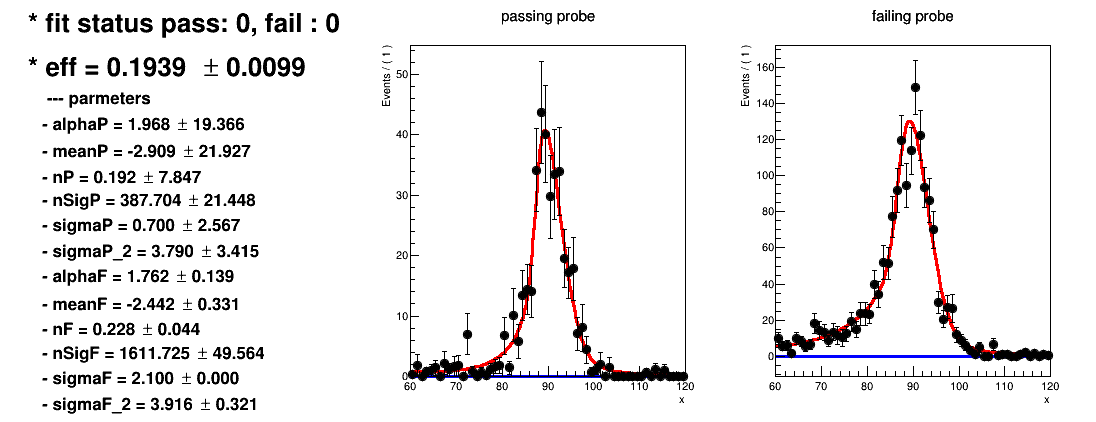 * fit status pass: 0, fail : 0
* eff = 0.1939 ± 0.0099
--- parmeters
- alphaP = 1.968 ± 19.366
- meanP = -2.909 ± 21.927
- nP = 0.192 ± 7.847
- nSigP = 387.704 ± 21.448
- sigmaP = 0.700 ± 2.567
- sigmaP_2 = 3.790 ± 3.415
- alphaF = 1.762 ± 0.139
- meanF = -2.442 ± 0.331
- nF = 0.228 ± 0.044
- nSigF = 1611.725 ± 49.564
- sigmaF = 2.100 ± 0.000
- sigmaF_2 = 3.916 ± 0.321
passing probe
Events / ( 1 )
50
40
30
20
10
0
60 70 80 90 100 110 120
x
failing probe
Events / ( 1 )
160
140
120
100
80
60
40
20
0
60 70 80 90 100 110 120
x